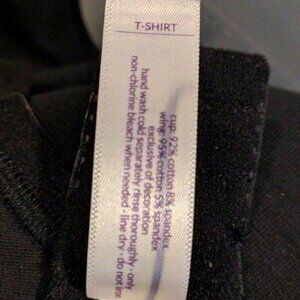 T-SHIRT
cup: 92% cotton 8% spandex
wing: 95% cotton 5% spandex
exclusive of decoration
hand wash cold separately rinse thoroughly · only
non-chlorine bleach when needed · line dry · do not iron